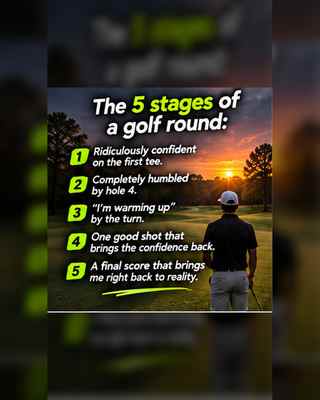 The 5 stages of
a golf round:
1 Ridiculously confident
on the first tee.
2 Completely humbled
by hole 4.
3 "I'm warming up"
by the turn.
4 One good shot that
brings the confidence back.
5 A final score that brings
me right back to reality.